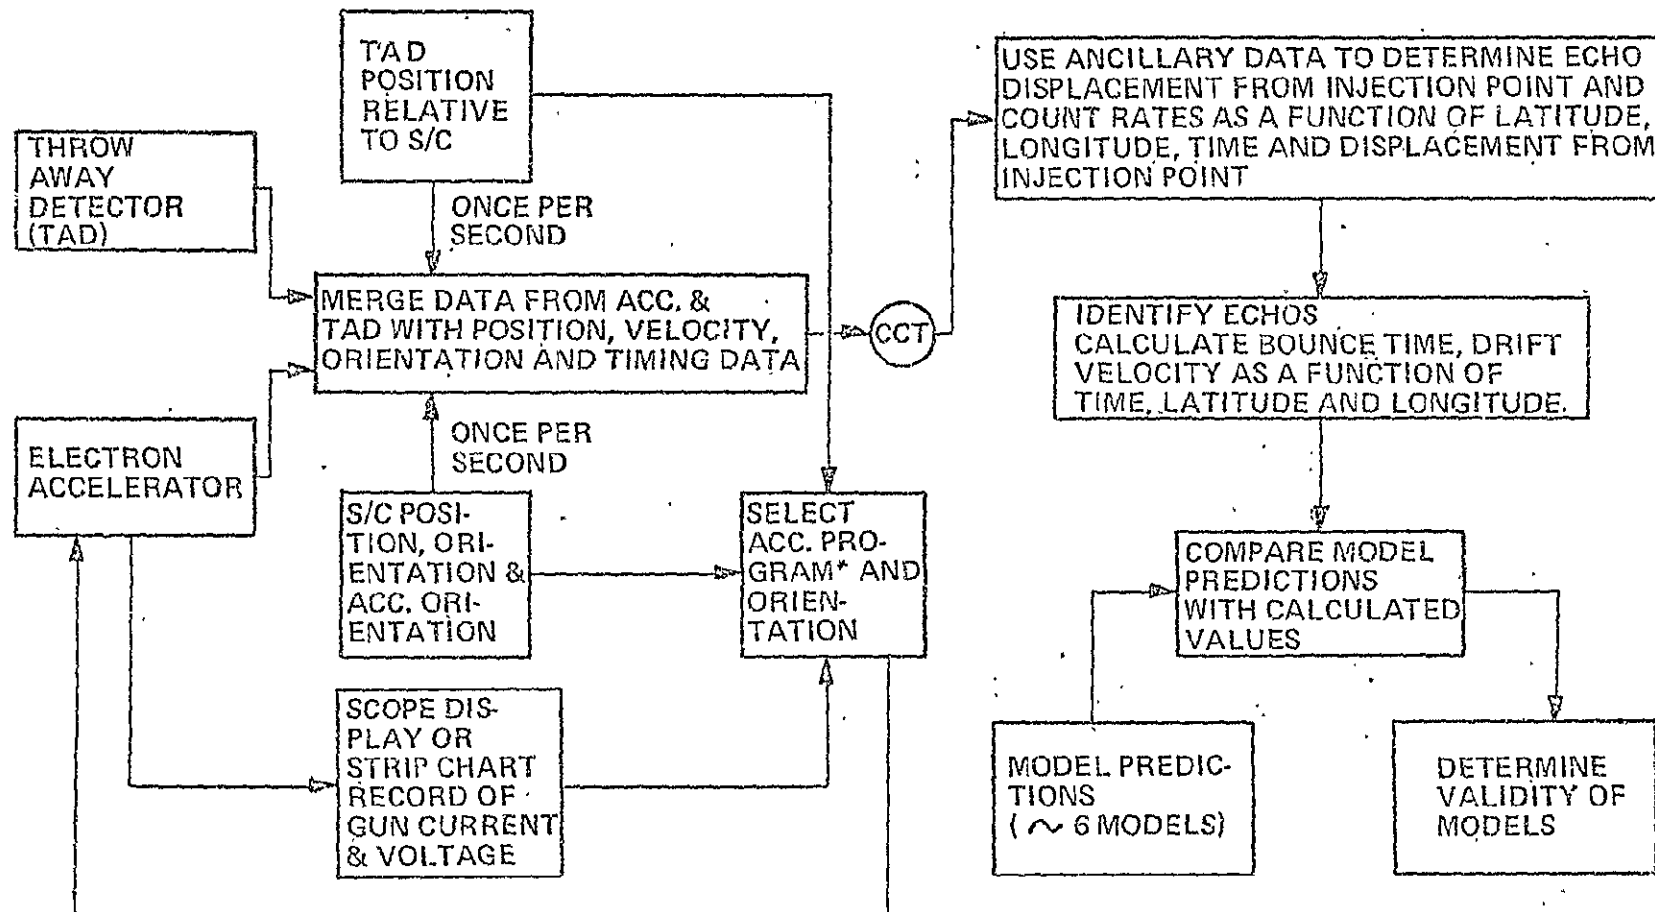 TAD
POSITION
RELATIVE
TO S/C
THROW
AWAY
DETECTOR
(TAD)
ONCE PER
SECOND
MERGE DATA FROM ACC. &
TAD WITH POSITION, VELOCITY,
ORIENTATION AND TIMING DATA
CCT
ELECTRON
ACCELERATOR
ONCE PER
SECOND
S/C POSI-
TION, ORI-
ENTATION &
ACC. ORI-
ENTATION
SELECT
ACC. PRO-
GRAM* AND
ORIEN-
TATION
SCOPE DIS-
PLAY OR
STRIP CHART
RECORD OF
GUN CURRENT
& VOLTAGE
USE ANCILLARY DATA TO DETERMINE ECHO
DISPLACEMENT FROM INJECTION POINT AND
COUNT RATES AS A FUNCTION OF LATITUDE,
LONGITUDE, TIME AND DISPLACEMENT FROM
INJECTION POINT
IDENTIFY ECHOS
CALCULATE BOUNCE TIME, DRIFT
VELOCITY AS A FUNCTION OF
TIME, LATITUDE AND LONGITUDE.
COMPARE MODEL
PREDICTIONS
WITH CALCULATED
VALUES
MODEL PREDIC-
TIONS
(~ 6 MODELS)
DETERMINE
VALIDITY OF
MODELS